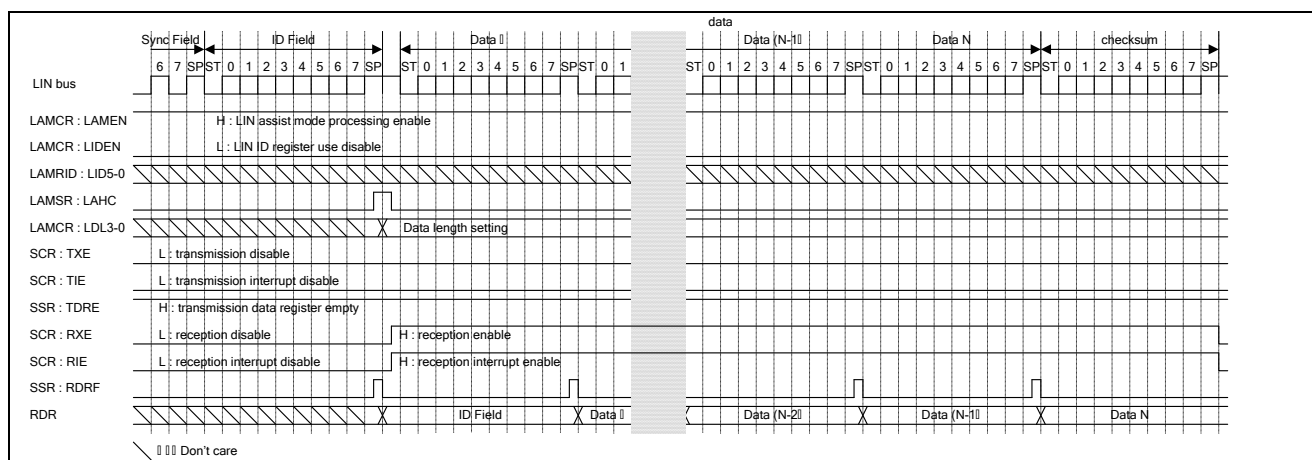 data
Sync Field ID Field Data Data (N-1 Data N checksum
6 7 SP ST 0 1 2 3 4 5 6 7 SP ST 0 1 2 3 4 5 6 7 SP ST 0 1 ST 0 1 2 3 4 5 6 7 SP ST 0 1 2 3 4 5 6 7 SP ST 0 1 2 3 4 5 6 7 SP
LIN bus
LAMCR : LAMEN H : LIN assist mode processing enable
LAMCR : LIDEN L : LIN ID register use disable
LAMRID : LID5-0
LAMSR : LAHC
LAMCR : LDL3-0 Data length setting
SCR : TXE L : transmission disable
SCR : TIE L : transmission interrupt disable
SSR : TDRE H : transmission data register empty
SCR : RXE L : reception disable H : reception enable
SCR : RIE L : reception interrupt disable H : reception interrupt enable
SSR : RDRF
RDR ID Field Data Data (N-2 Data (N-1 Data N
Don't care